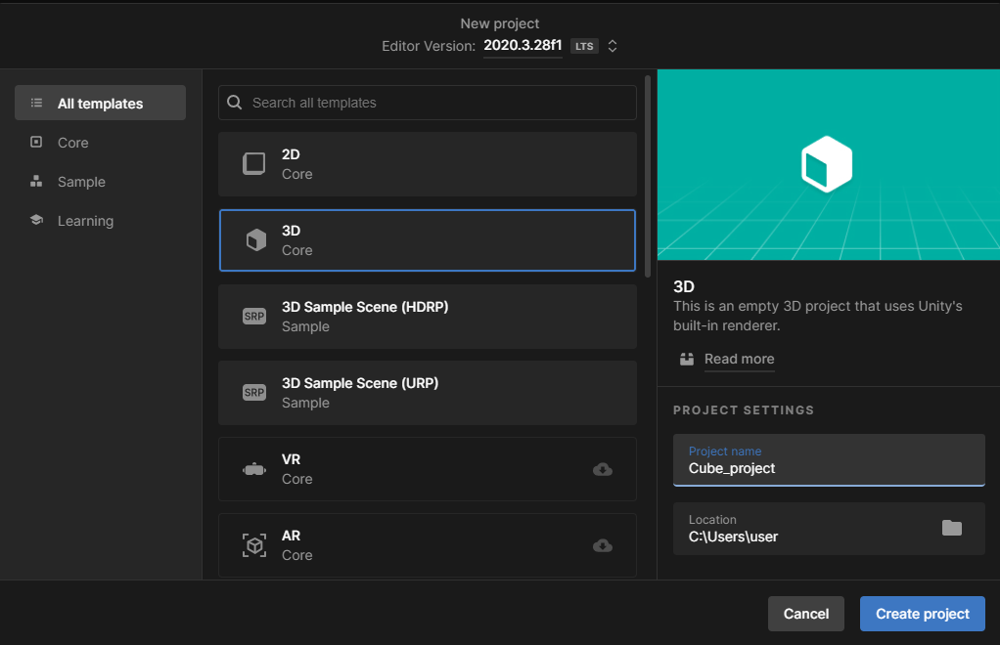 New project
Editor Version: 2020.3.28f1 LTS
All templates
Core
Sample
Learning
Search all templates
2D
Core
3D
Core
SRP
3D Sample Scene (HDRP)
Sample
SRP
3D Sample Scene (URP)
Sample
VR
Core
AR
Core
3D
This is an empty 3D project that uses Unity's
built-in renderer.
Read more
PROJECT SETTINGS
Project name
Cube_project
Location
C:\Users\user
Cancel
Create project